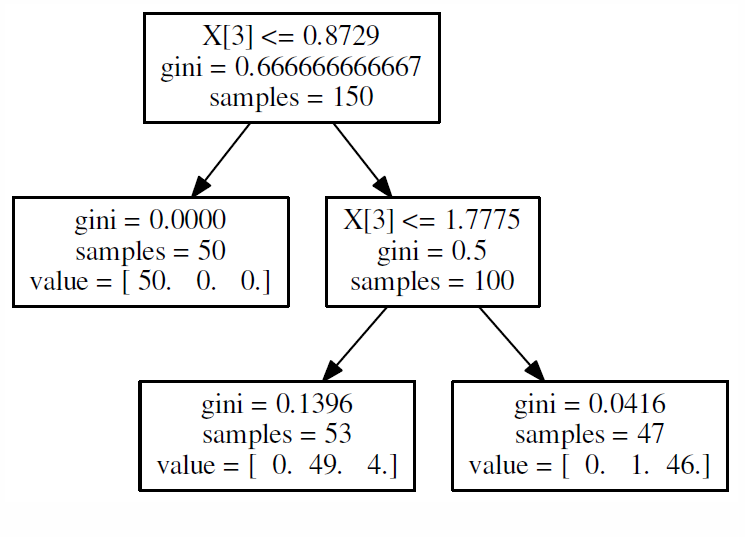 X[3] <= 0.8729
gini = 0.666666666667
samples = 150
gini = 0.0000
samples = 50
value = [ 50. 0. 0.]
X[3] <= 1.7775
gini = 0.5
samples = 100
gini = 0.1396
samples = 53
value = [ 0. 49. 4.]
gini = 0.0416
samples = 47
value = [ 0. 1. 46.]